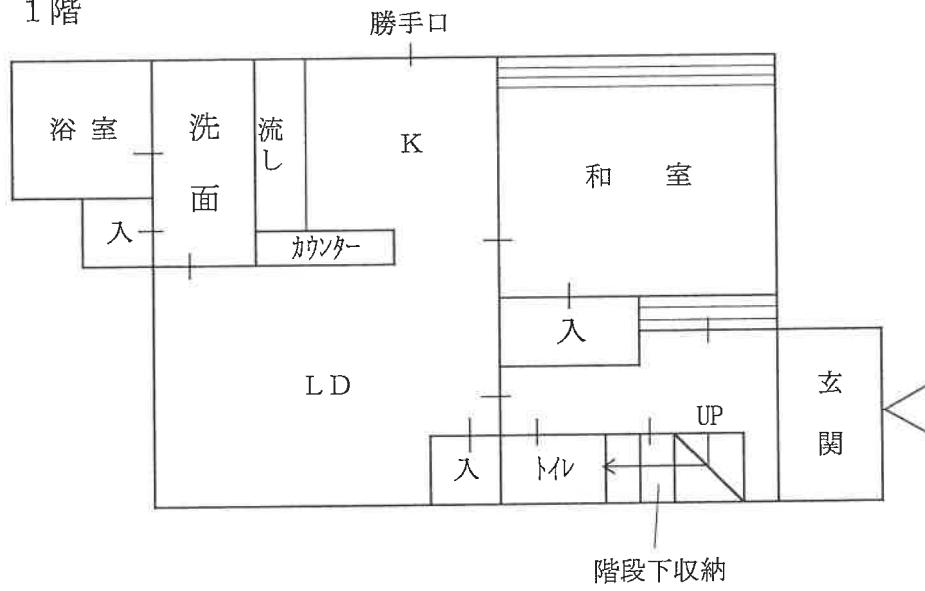 1階
勝手口
浴室
洗面
流し
K
和室
入
カウンター
入
LD
玄関
UP
入
トイレ
階段下収納